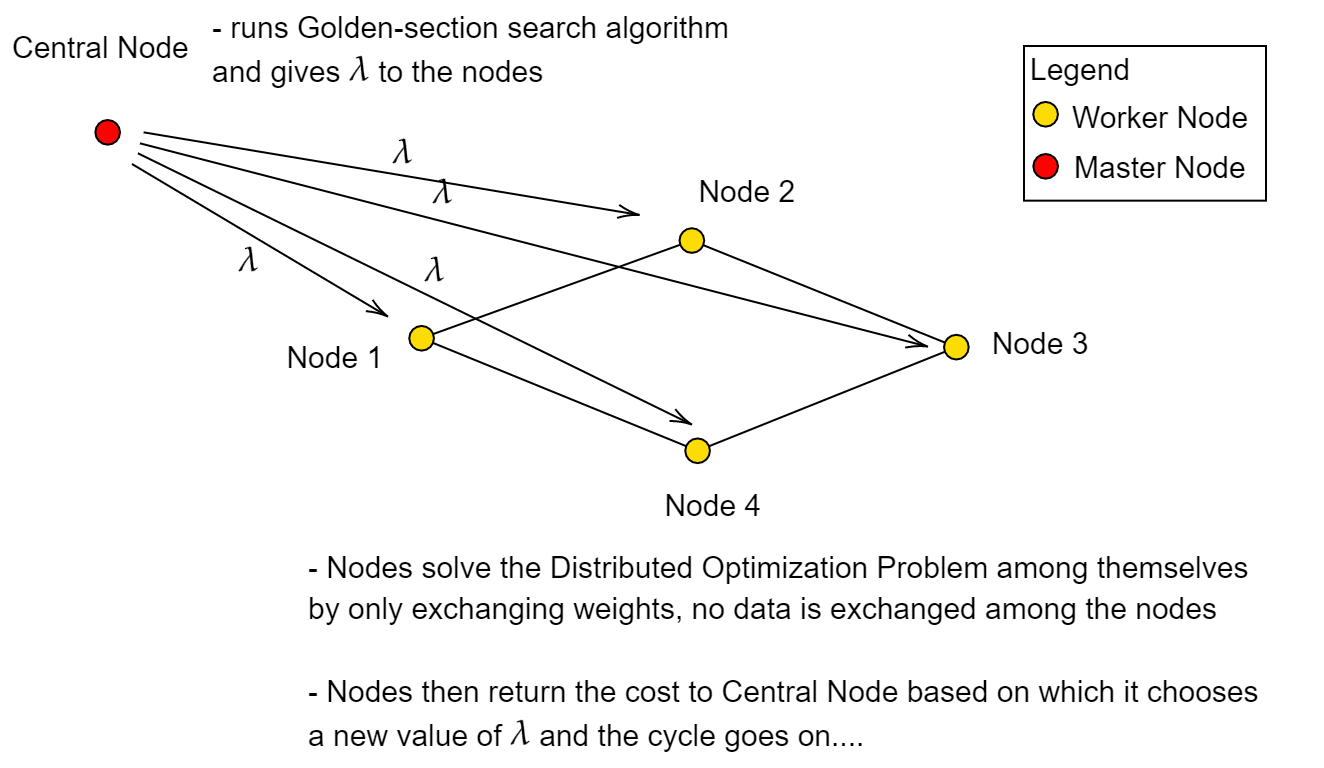 Central Node
- runs Golden-section search algorithm
and gives λ to the nodes
Legend
Worker Node
Master Node
λ
λ
λ
λ
Node 2
Node 1
Node 3
Node 4
- Nodes solve the Distributed Optimization Problem among themselves
by only exchanging weights, no data is exchanged among the nodes
- Nodes then return the cost to Central Node based on which it chooses
a new value of λ and the cycle goes on....